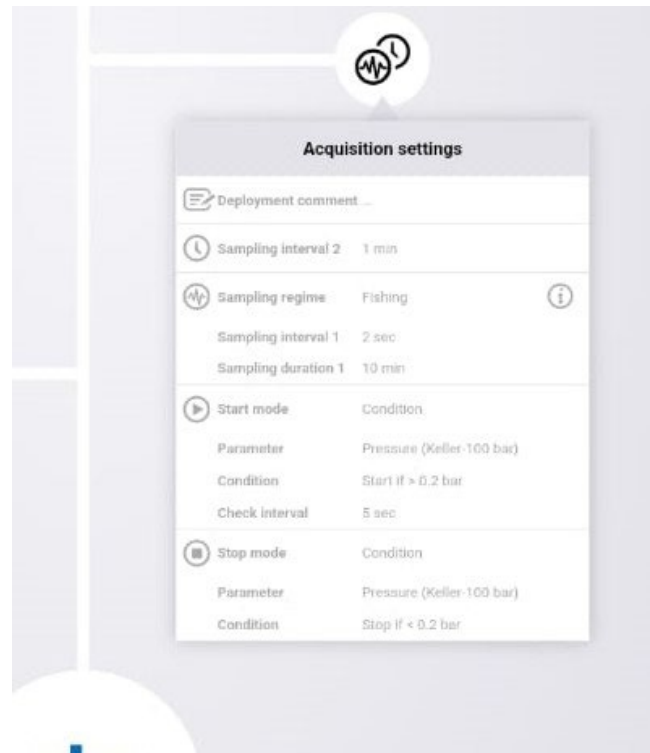 Acquisition settings
Deployment comment ...
Sampling interval 2 1 min
Sampling regime Fishing
Sampling interval 1 2 sec
Sampling duration 1 10 min
Start mode Condition
Parameter Pressure (Keller-100 bar)
Condition Start if > 0.2 bar
Check interval 5 sec
Stop mode Condition
Parameter Pressure (Keller-100 bar)
Condition Stop if < 0.2 bar